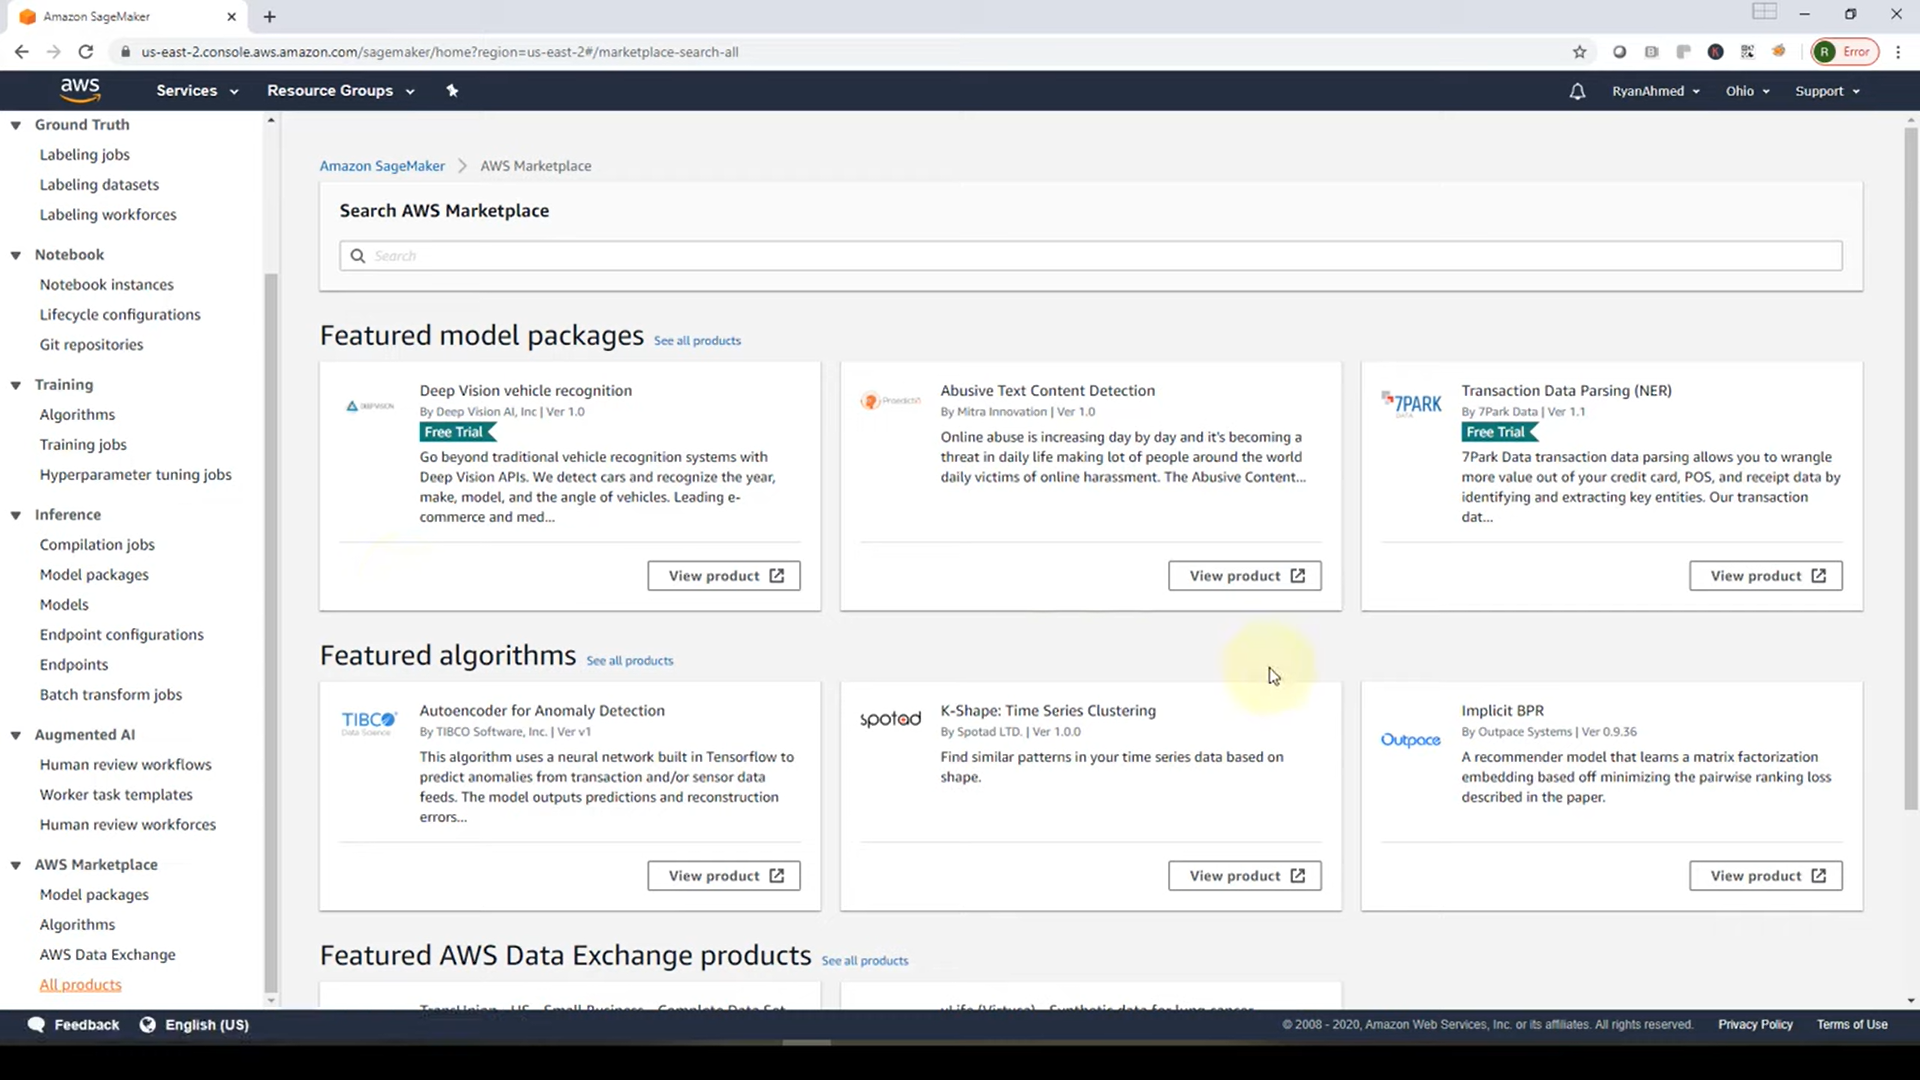 Amazon SageMaker
us-east-2.console.aws.amazon.com/sagemaker/home?region=us-east-2#/marketplace-search-all
R Error
aws Services Resource Groups RyanAhmed Ohio Support
Ground Truth
Labeling jobs
Labeling datasets
Labeling workforces
Notebook
Notebook instances
Lifecycle configurations
Git repositories
Training
Algorithms
Training jobs
Hyperparameter tuning jobs
Inference
Compilation jobs
Model packages
Models
Endpoint configurations
Endpoints
Batch transform jobs
Augmented AI
Human review workflows
Worker task templates
Human review workforces
AWS Marketplace
Model packages
Algorithms
AWS Data Exchange
All products
Amazon SageMaker AWS Marketplace
Search AWS Marketplace
Search
Featured model packages See all products
DEEPVISION
Deep Vision vehicle recognition
By Deep Vision AI, Inc | Ver 1.0
Free Trial
Go beyond traditional vehicle recognition systems with
Deep Vision APIs. We detect cars and recognize the year,
make, model, and the angle of vehicles. Leading e-
commerce and med...
View product
Abusive Text Content Detection
By Mitra Innovation | Ver 1.0
Online abuse is increasing day by day and it's becoming a
threat in daily life making lot of people around the world
daily victims of online harassment. The Abusive Content...
View product
7PARK
DATA
Transaction Data Parsing (NER)
By 7Park Data | Ver 1.1
Free Trial
7Park Data transaction data parsing allows you to wrangle
more value out of your credit card, POS, and receipt data by
identifying and extracting key entities. Our transaction
dat...
View product
Featured algorithms See all products
TIBCO
Data Science
Autoencoder for Anomaly Detection
By TIBCO Software, Inc. | Ver v1
This algorithm uses a neural network built in Tensorflow to
predict anomalies from transaction and/or sensor data
feeds. The model outputs predictions and reconstruction
errors...
View product
spotad
K-Shape: Time Series Clustering
By Spotad LTD. | Ver 1.0.0
Find similar patterns in your time series data based on
shape.
View product
Outpace
Implicit BPR
By Outpace Systems | Ver 0.9.36
A recommender model that learns a matrix factorization
embedding based off minimizing the pairwise ranking loss
described in the paper.
View product
Featured AWS Data Exchange products See all products
TransUnion - US - Small Business - Complete Data Set
vLife (Virtusa) - Synthetic data for lung cancer
Feedback English (US) © 2008 - 2020, Amazon Web Services, Inc. or its affiliates. All rights reserved. Privacy Policy Terms of Use